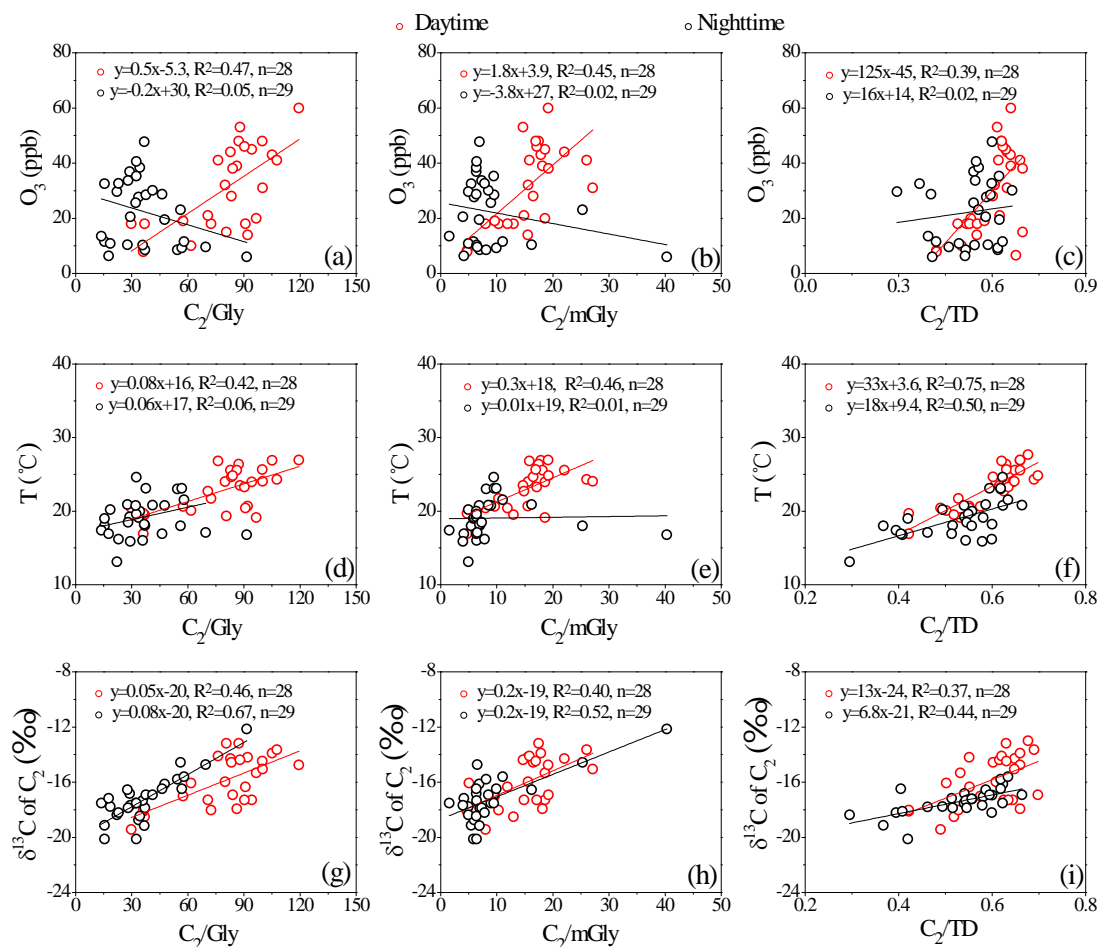 Daytime Nighttime
80 80 80
y=0.5x-5.3, R²=0.47, n=28 y=1.8x+3.9, R²=0.45, n=28 y=125x-45, R²=0.39, n=28
y=-0.2x+30, R²=0.05, n=29 y=-3.8x+27, R²=0.02, n=29 y=16x+14, R²=0.02, n=29
60 60 60
O₃ (ppb) O₃ (ppb) O₃ (ppb)
40 40 40
20 20 20
(a) (b) (c)
0 0 0
0 30 60 90 120 150 0 10 20 30 40 50 0.0 0.3 0.6 0.9
C₂/Gly C₂/mGly C₂/TD
40 40 40
y=0.08x+16, R²=0.42, n=28 y=0.3x+18, R²=0.46, n=28 y=33x+3.6, R²=0.75, n=28
y=0.06x+17, R²=0.06, n=29 y=0.01x+19, R²=0.01, n=29 y=18x+9.4, R²=0.50, n=29
30 30 30
T (℃) T (℃) T (℃)
20 20 20
(d) (e) (f)
10 10 10
0 30 60 90 120 150 0 10 20 30 40 50 0.2 0.4 0.6 0.8
C₂/Gly C₂/mGly C₂/TD
-8 -8 -8
y=0.05x-20, R²=0.46, n=28 y=0.2x-19, R²=0.40, n=28 y=13x-24, R²=0.37, n=28
y=0.08x-20, R²=0.67, n=29 y=0.2x-19, R²=0.52, n=29 y=6.8x-21, R²=0.44, n=29
-12 -12 -12
δ¹³C of C₂ (‰) δ¹³C of C₂ (‰) δ¹³C of C₂ (‰)
-16 -16 -16
-20 -20 -20
(g) (h) (i)
-24 -24 -24
0 30 60 90 120 150 0 10 20 30 40 50 0.2 0.4 0.6 0.8
C₂/Gly C₂/mGly C₂/TD